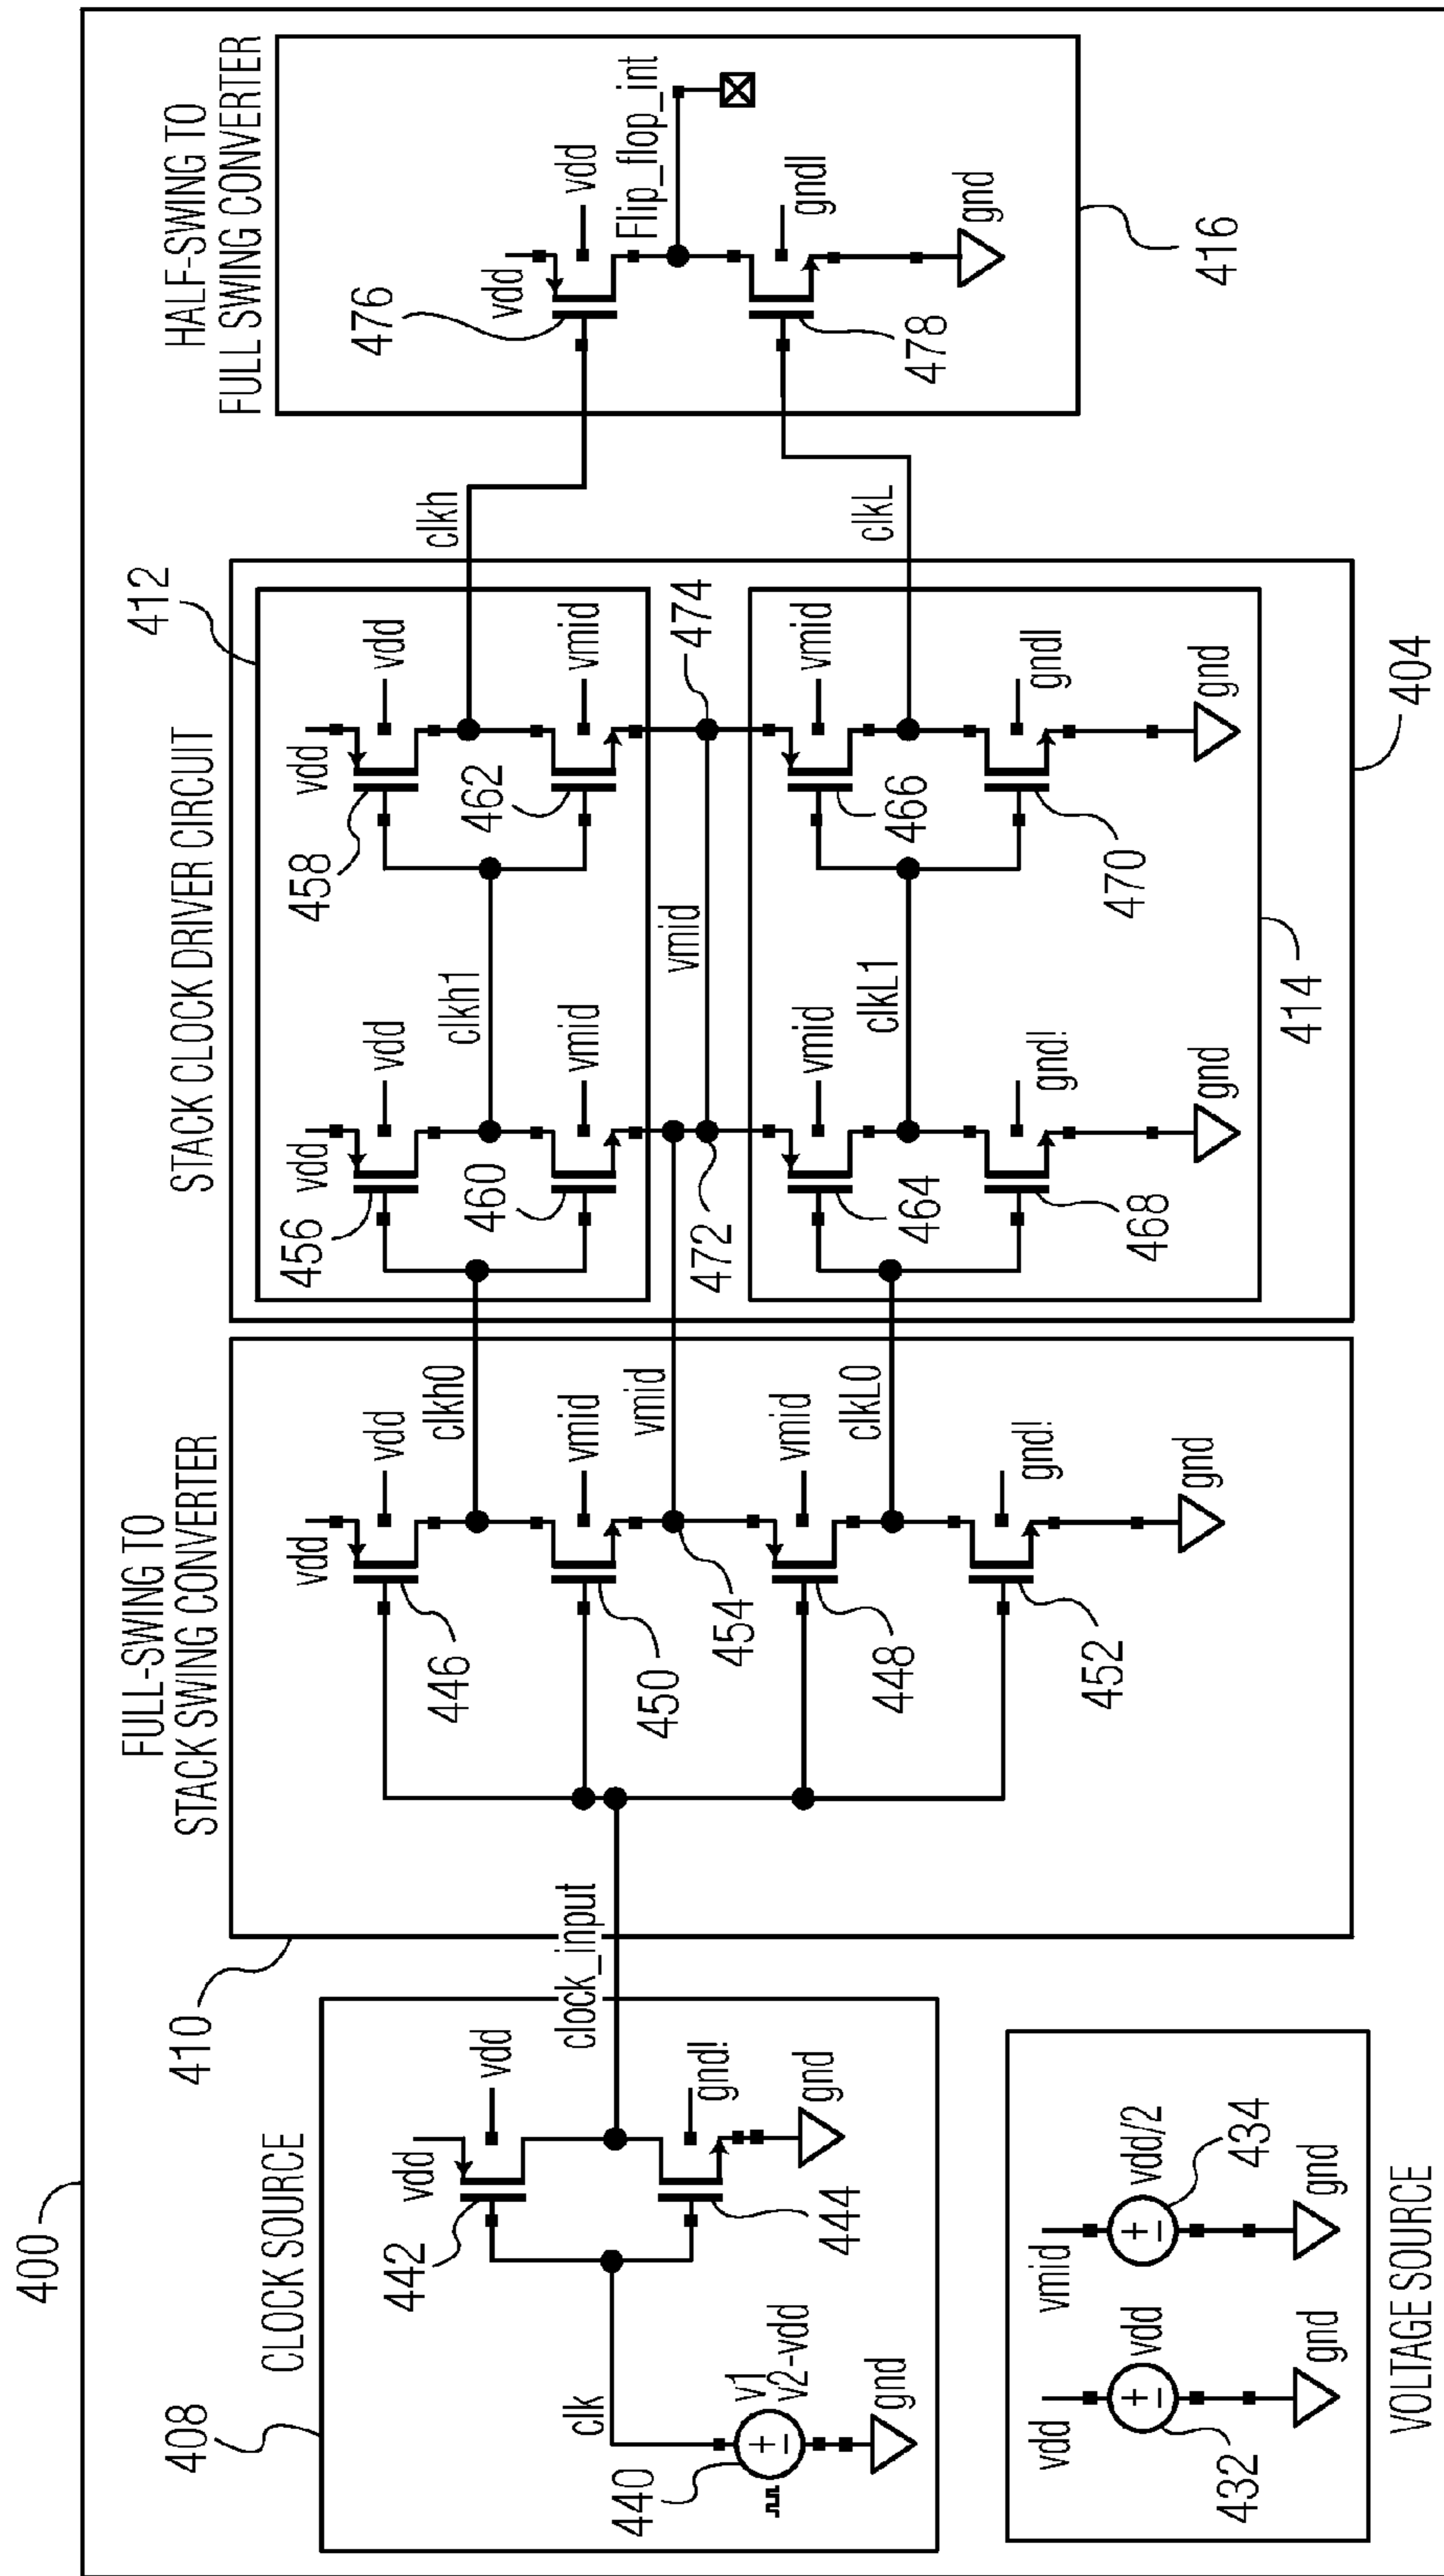 400
CLOCK SOURCE
408
440
clk
v1
v2-vdd
gnd
442
vdd
vdd
444
gnd!
gnd
clock_input
VOLTAGE SOURCE
vdd
vdd
432
gnd
vmid
vdd/2
434
gnd
FULL-SWING TO
STACK SWING CONVERTER
410
vdd
vdd
446
clkh0
450
vmid
454
vmid
448
vmid
clkL0
452
gnd!
gnd
STACK CLOCK DRIVER CIRCUIT
412
vdd
vdd
456
clkh1
460
vmid
vdd
vdd
458
462
vmid
clkh
472
vmid
474
464
vmid
clkL1
468
gnd!
gnd
466
vmid
clkL
470
gndl
gnd
414
404
HALF-SWING TO
FULL SWING CONVERTER
476
vdd
vdd
Flip_flop_int
478
gndl
gnd
416